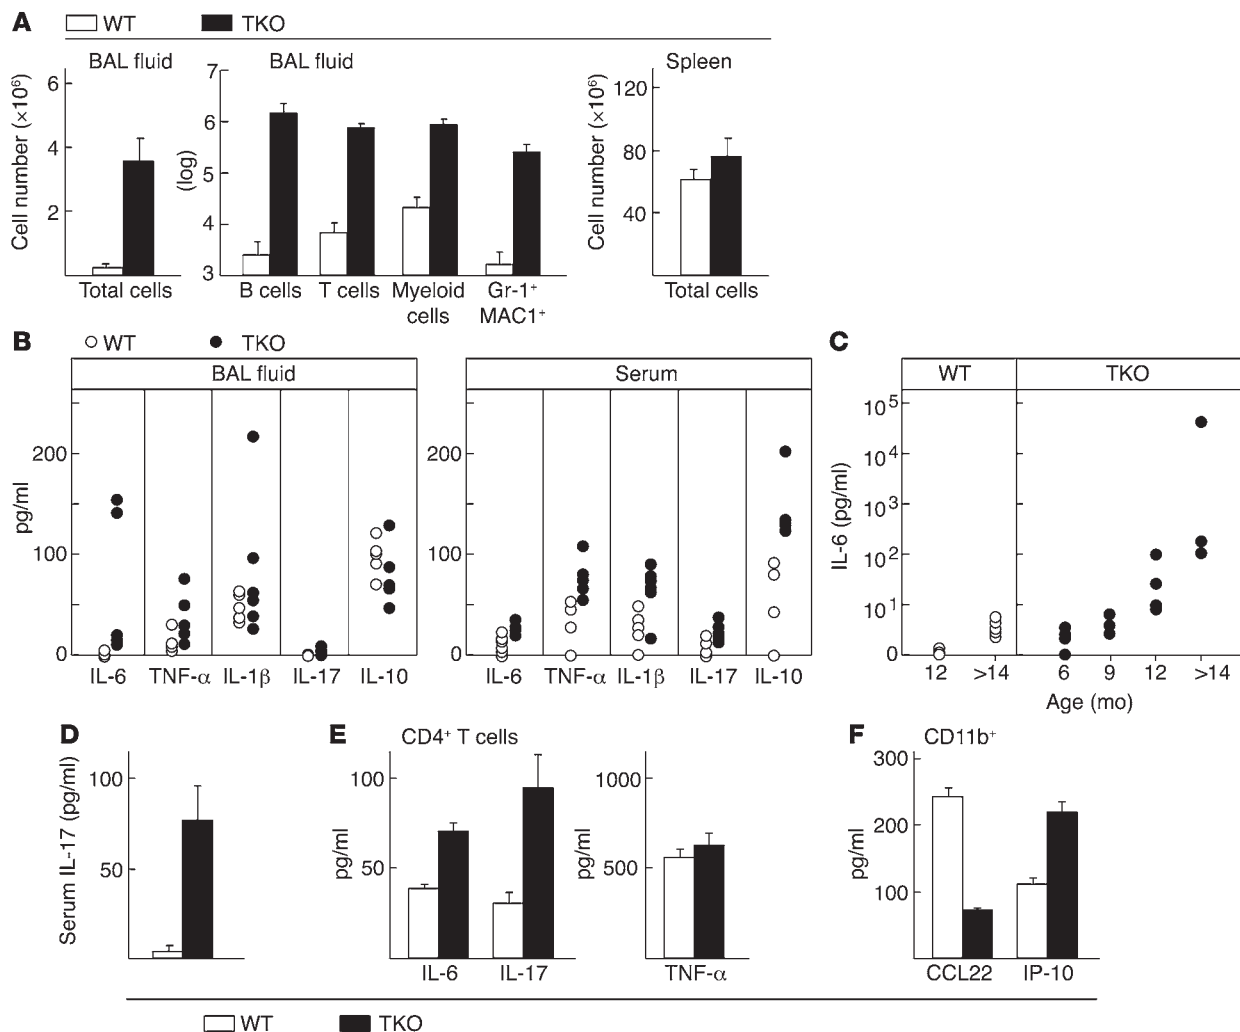 A WT TKO
BAL fluid BAL fluid Spleen
Cell number (×10⁶)
6
4
2
Total cells
(log)
7
6
5
4
3
B cells T cells Myeloid cells Gr-1⁺ MAC1⁺
Cell number (×10⁶)
120
80
40
Total cells
B WT TKO
BAL fluid
pg/ml
200
100
0
IL-6 TNF-α IL-1β IL-17 IL-10
Serum
200
100
0
IL-6 TNF-α IL-1β IL-17 IL-10
C
WT TKO
IL-6 (pg/ml)
10⁵
10⁴
10³
10²
10¹
0
12 >14 6 9 12 >14
Age (mo)
D
Serum IL-17 (pg/ml)
100
50
E CD4⁺ T cells
pg/ml
100
50
IL-6 IL-17
pg/ml
1000
500
TNF-α
F CD11b⁺
pg/ml
300
200
100
CCL22 IP-10
WT TKO